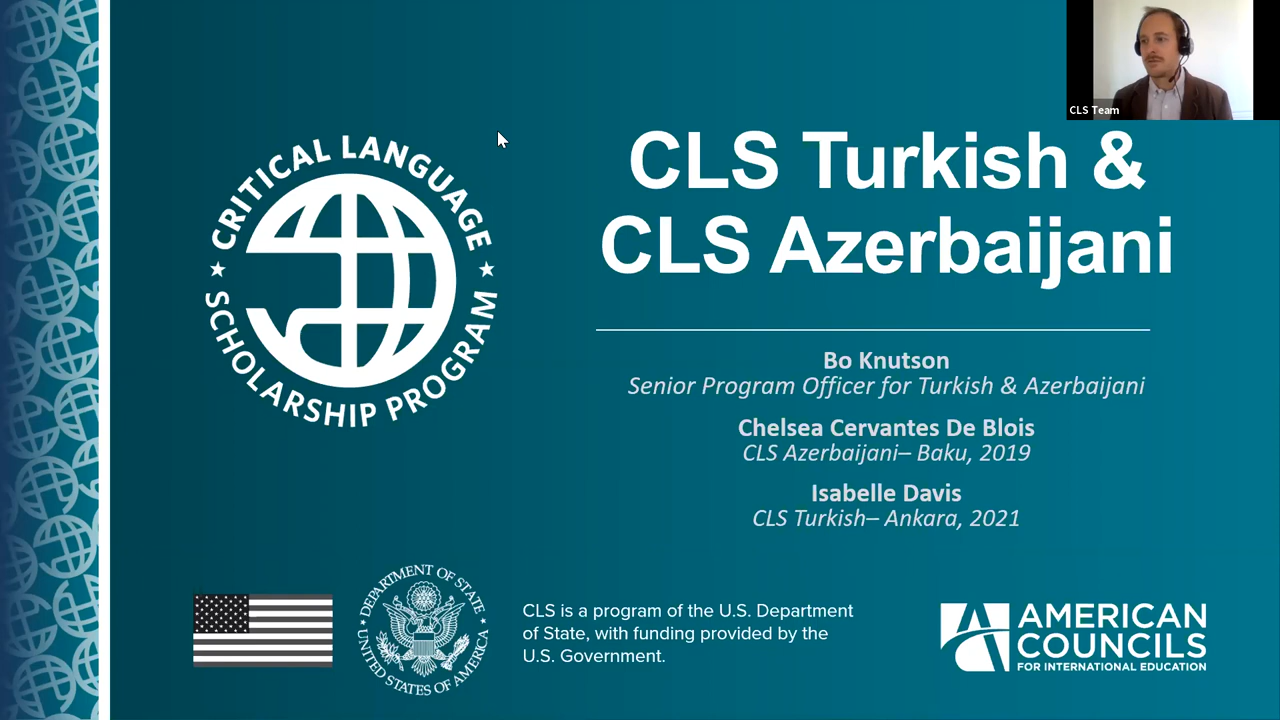 CLS Team
CRITICAL LANGUAGE
SCHOLARSHIP PROGRAM
CLS Turkish &
CLS Azerbaijani
Bo Knutson
Senior Program Officer for Turkish & Azerbaijani
Chelsea Cervantes De Blois
CLS Azerbaijani– Baku, 2019
Isabelle Davis
CLS Turkish– Ankara, 2021
DEPARTMENT OF STATE
UNITED STATES OF AMERICA
CLS is a program of the U.S. Department
of State, with funding provided by the
U.S. Government.
AMERICAN
COUNCILS
FOR INTERNATIONAL EDUCATION